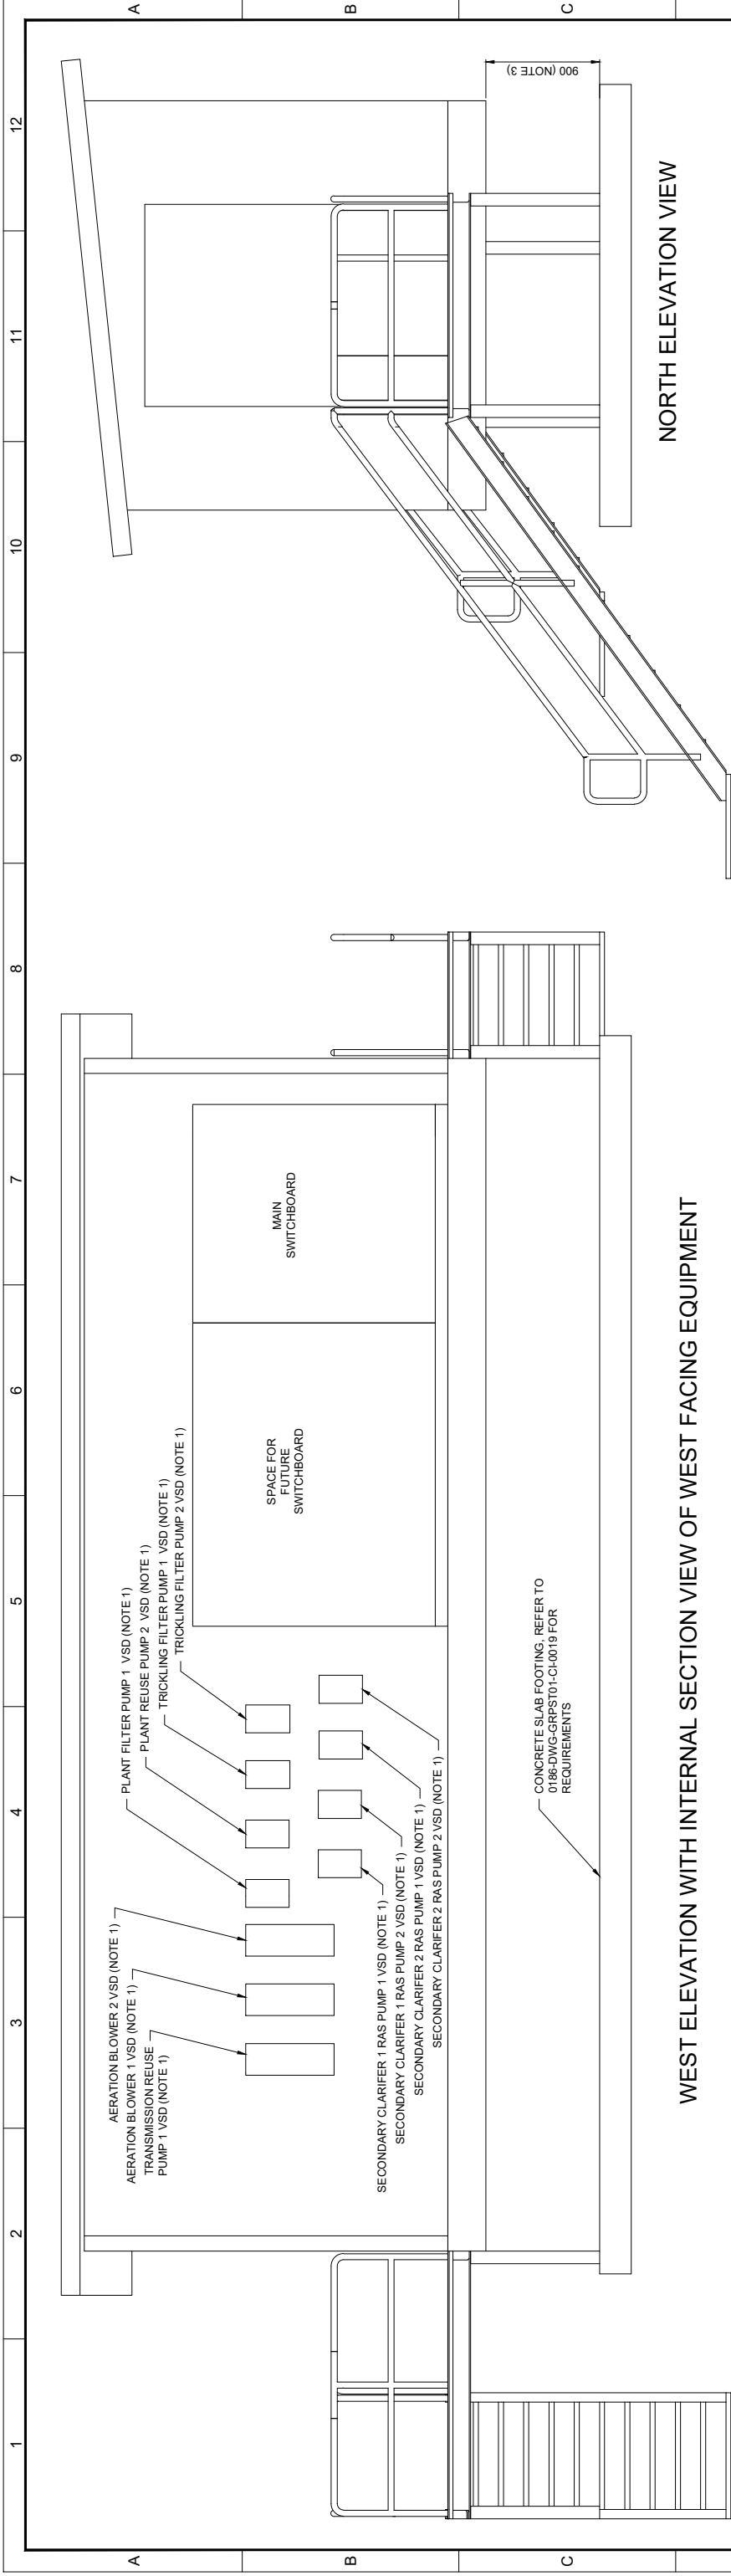 1
2
3
4
5
6
7
8
9
10
11
12
A
B
C
A
B
C
AERATION BLOWER 2 VSD (NOTE 1)
AERATION BLOWER 1 VSD (NOTE 1)
TRANSMISSION REUSE
PUMP 1 VSD (NOTE 1)
PLANT FILTER PUMP 1 VSD (NOTE 1)
PLANT REUSE PUMP 2 VSD (NOTE 1)
TRICKLING FILTER PUMP 1 VSD (NOTE 1)
TRICKLING FILTER PUMP 2 VSD (NOTE 1)
SPACE FOR
FUTURE
SWITCHBOARD
MAIN
SWITCHBOARD
SECONDARY CLARIFER 1 RAS PUMP 1 VSD (NOTE 1)
SECONDARY CLARIFER 1 RAS PUMP 2 VSD (NOTE 1)
SECONDARY CLARIFER 2 RAS PUMP 1 VSD (NOTE 1)
SECONDARY CLARIFER 2 RAS PUMP 2 VSD (NOTE 1)
CONCRETE SLAB FOOTING, REFER TO
0186-DWG-GRPST01-CI-0019 FOR
REQUIREMENTS
WEST ELEVATION WITH INTERNAL SECTION VIEW OF WEST FACING EQUIPMENT
900 (NOTE 3)
NORTH ELEVATION VIEW